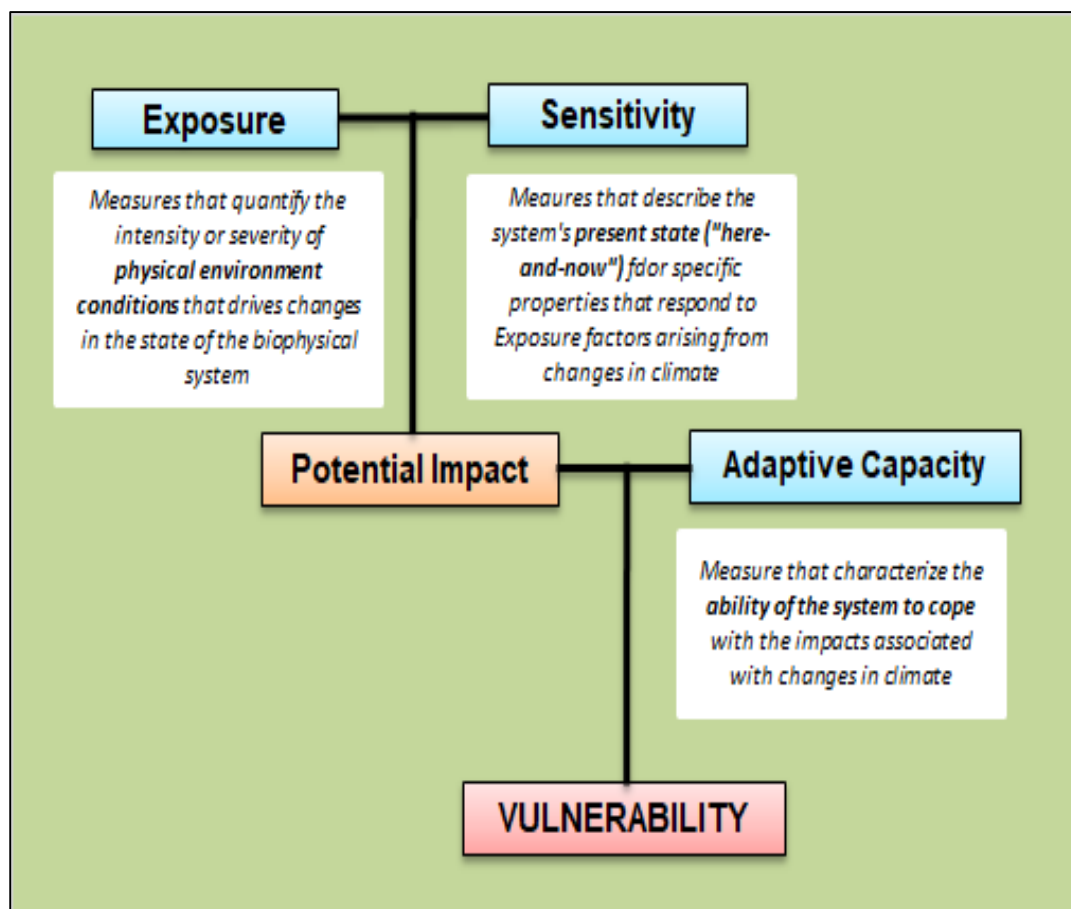 Exposure
Sensitivity
Measures that quantify the
intensity or severity of
physical environment
conditions that drives changes
in the state of the biophysical
system
Meaures that describe the
system's present state ("here-
and-now") fdor specific
properties that respond to
Exposure factors arising from
changes in climate
Potential Impact
Adaptive Capacity
Measure that characterize the
ability of the system to cope
with the impacts associated
with changes in climate
VULNERABILITY